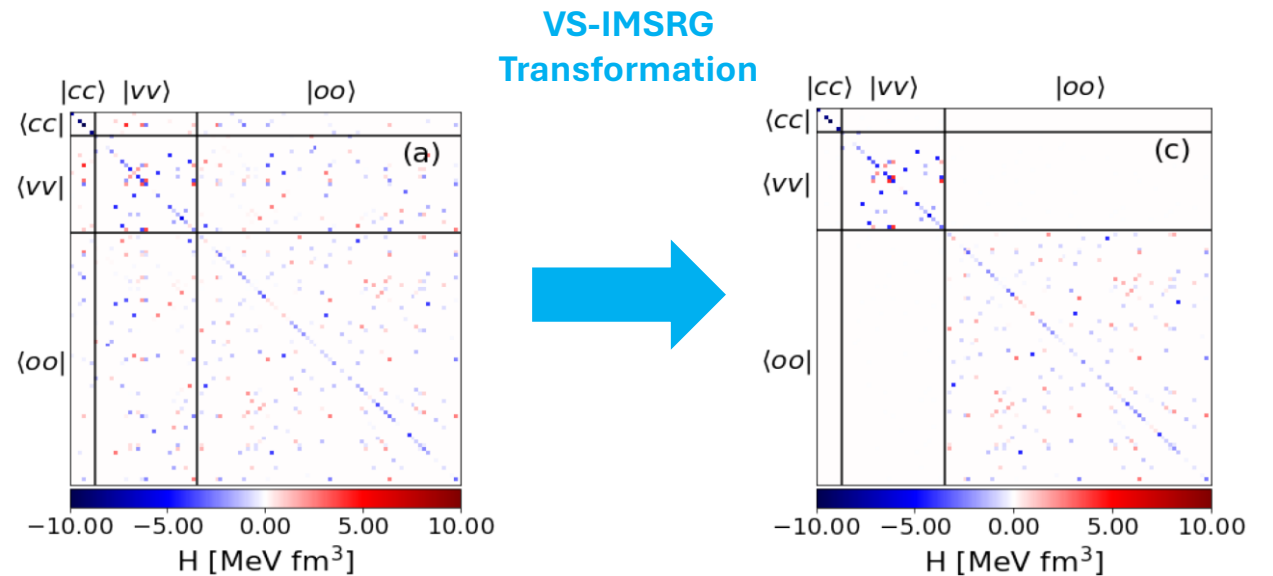 VS-IMSRG
Transformation
|cc⟩ |vv⟩ |oo⟩
⟨cc|
(a)
⟨vv|
⟨oo|
−10.00 −5.00 0.00 5.00 10.00
H [MeV fm³]
|cc⟩ |vv⟩ |oo⟩
⟨cc|
(c)
⟨vv|
⟨oo|
−10.00 −5.00 0.00 5.00 10.00
H [MeV fm³]